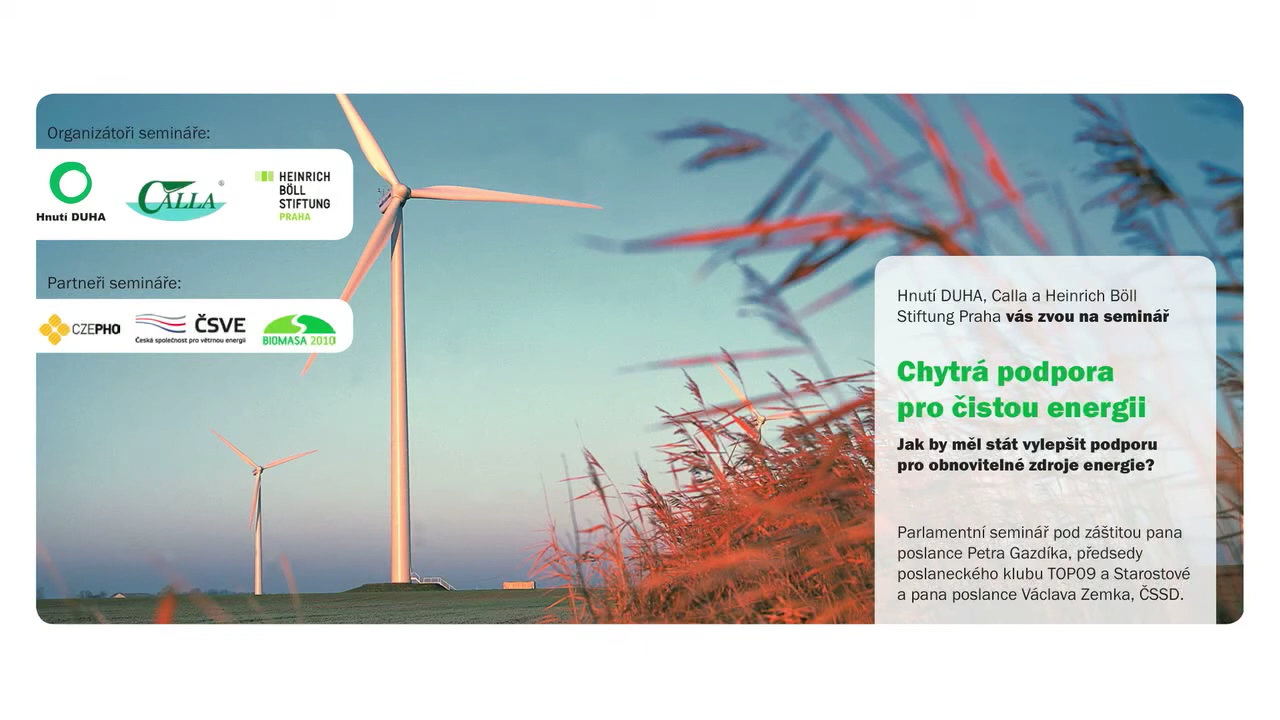 Organizátoři semináře:
Hnutí DUHA
CALLA®
HEINRICH
BÖLL
STIFTUNG
PRAHA
Partneři semináře:
CZEPHO
ČSVE
Česká společnost pro větrnou energii
BIOMASA 2010
Hnutí DUHA, Calla a Heinrich Böll
Stiftung Praha vás zvou na seminář
Chytrá podpora
pro čistou energii
Jak by měl stát vylepšit podporu
pro obnovitelné zdroje energie?
Parlamentní seminář pod záštitou pana
poslance Petra Gazdíka, předsedy
poslaneckého klubu TOP09 a Starostové
a pana poslance Václava Zemka, ČSSD.